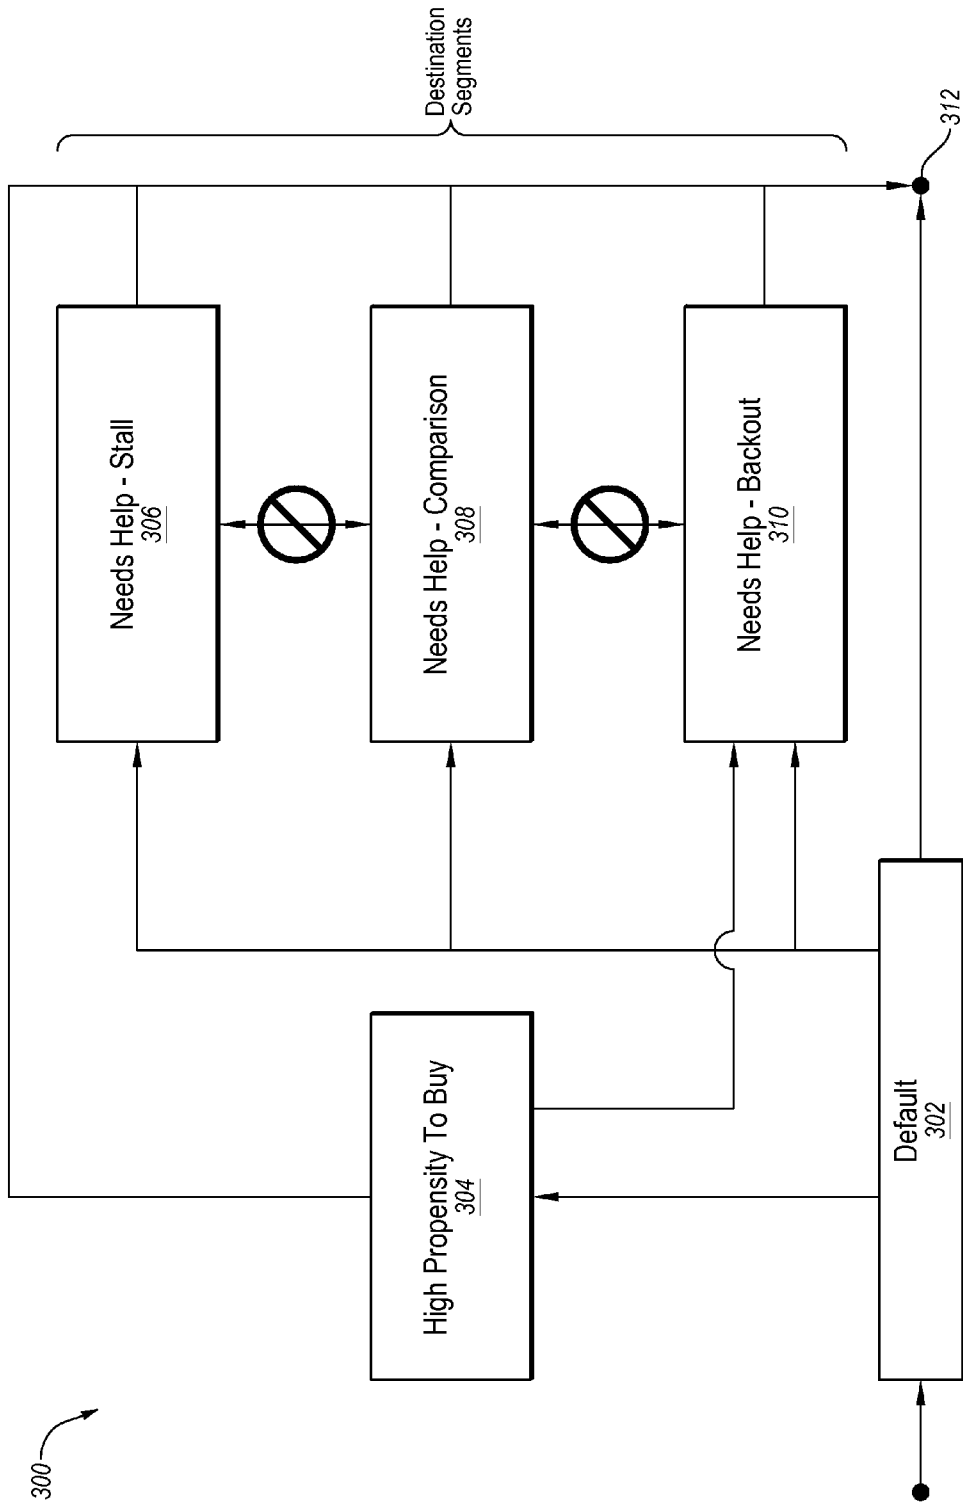 300
High Propensity To Buy
304
Default
302
Needs Help - Stall
306
Needs Help - Comparison
308
Needs Help - Backout
310
Destination
Segments
312